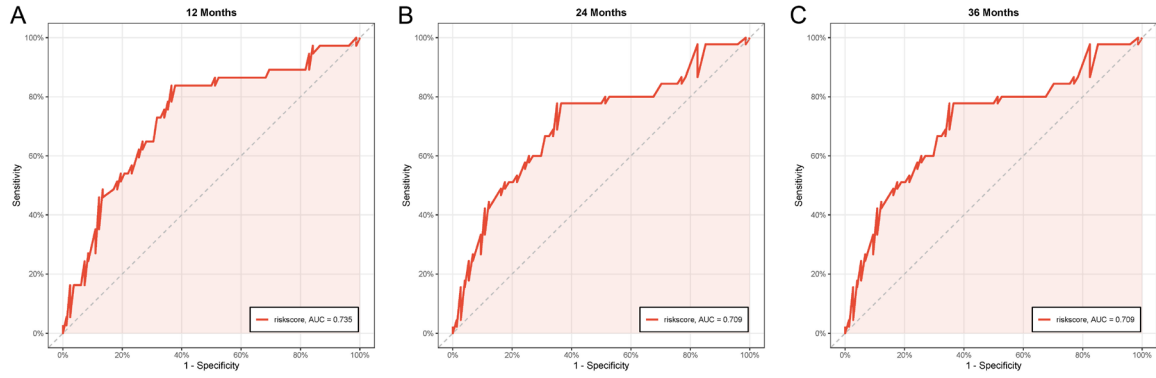 A
12 Months
100%
80%
60%
40%
20%
0%
Sensitivity
riskscore, AUC = 0.735
0%
20%
40%
60%
80%
100%
1 - Specificity
B
24 Months
100%
80%
60%
40%
20%
0%
Sensitivity
riskscore, AUC = 0.709
0%
20%
40%
60%
80%
100%
1 - Specificity
C
36 Months
100%
80%
60%
40%
20%
0%
Sensitivity
riskscore, AUC = 0.709
0%
20%
40%
60%
80%
100%
1 - Specificity